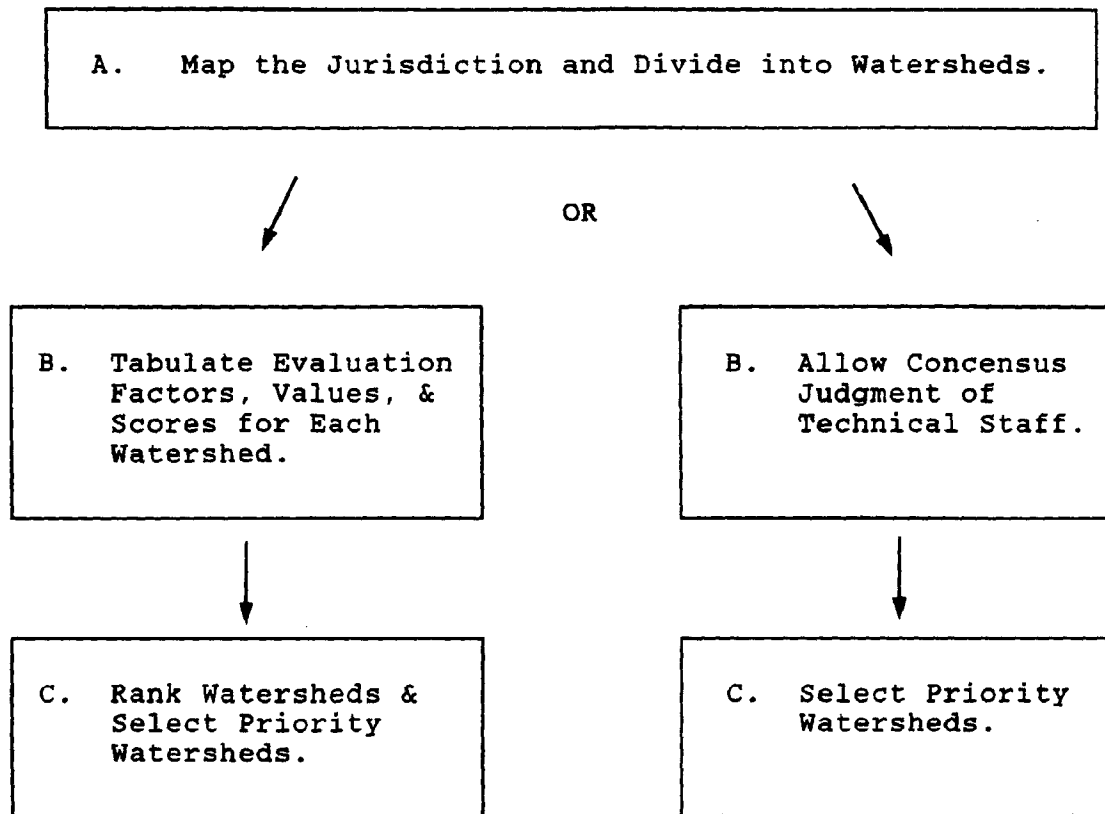 A. Map the Jurisdiction and Divide into Watersheds.
OR
B. Tabulate Evaluation
Factors, Values, &
Scores for Each
Watershed.
B. Allow Concensus
Judgment of
Technical Staff.
C. Rank Watersheds &
Select Priority
Watersheds.
C. Select Priority
Watersheds.